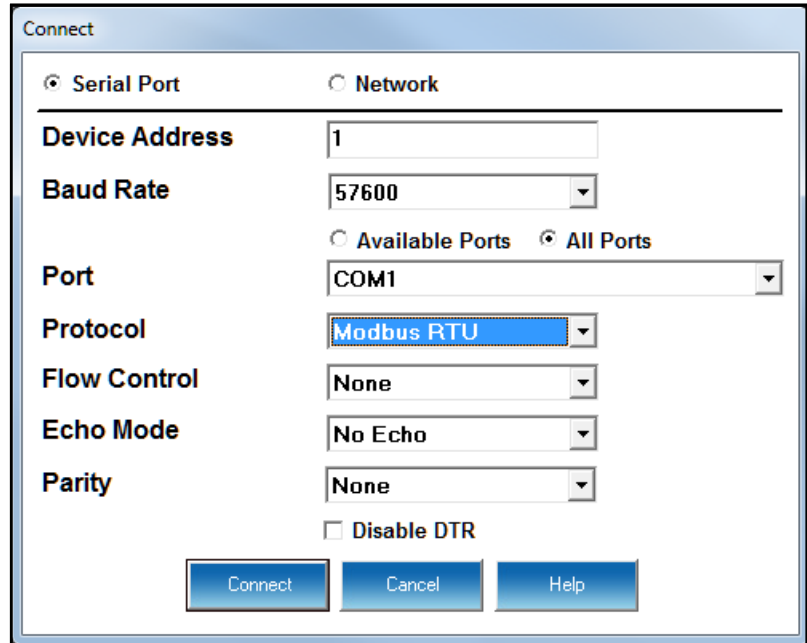 Connect
Serial Port Network
Device Address 1
Baud Rate 57600
Available Ports All Ports
Port COM1
Protocol Modbus RTU
Flow Control None
Echo Mode No Echo
Parity None
Disable DTR
Connect Cancel Help